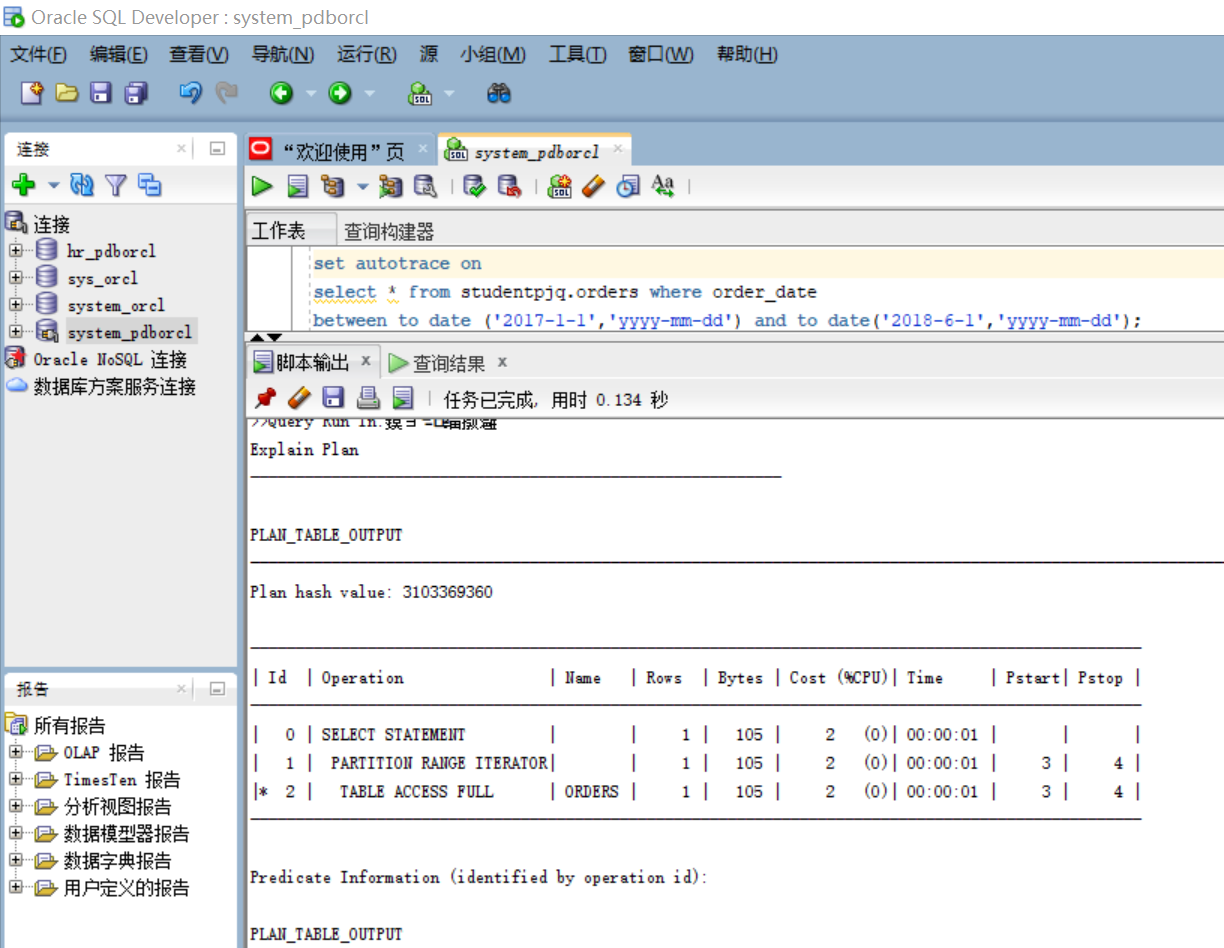 Oracle SQL Developer : system_pdborcl
文件(F) 编辑(E) 查看(V) 导航(N) 运行(R) 源 小组(M) 工具(T) 窗口(W) 帮助(H)
连接
连接
hr_pdborcl
sys_orcl
system_orcl
system_pdborcl
Oracle NoSQL 连接
数据库方案服务连接
报告
所有报告
OLAP 报告
TimesTen 报告
分析视图报告
数据模型器报告
数据字典报告
用户定义的报告
“欢迎使用”页 system_pdborcl
工作表 查询构建器
set autotrace on
select * from studentpjq.orders where order_date
between to_date ('2017-1-1','yyyy-mm-dd') and to_date('2018-6-1','yyyy-mm-dd');
脚本输出 查询结果
任务已完成, 用时 0.134 秒
>>Query Run In:
Explain Plan
PLAN_TABLE_OUTPUT
Plan hash value: 3103369360
| Id | Operation | Name | Rows | Bytes | Cost (%CPU)| Time | Pstart| Pstop |
| 0 | SELECT STATEMENT | | 1 | 105 | 2 (0)| 00:00:01 | | |
| 1 | PARTITION RANGE ITERATOR| | 1 | 105 | 2 (0)| 00:00:01 | 3 | 4 |
|* 2 | TABLE ACCESS FULL | ORDERS | 1 | 105 | 2 (0)| 00:00:01 | 3 | 4 |
Predicate Information (identified by operation id):
PLAN_TABLE_OUTPUT